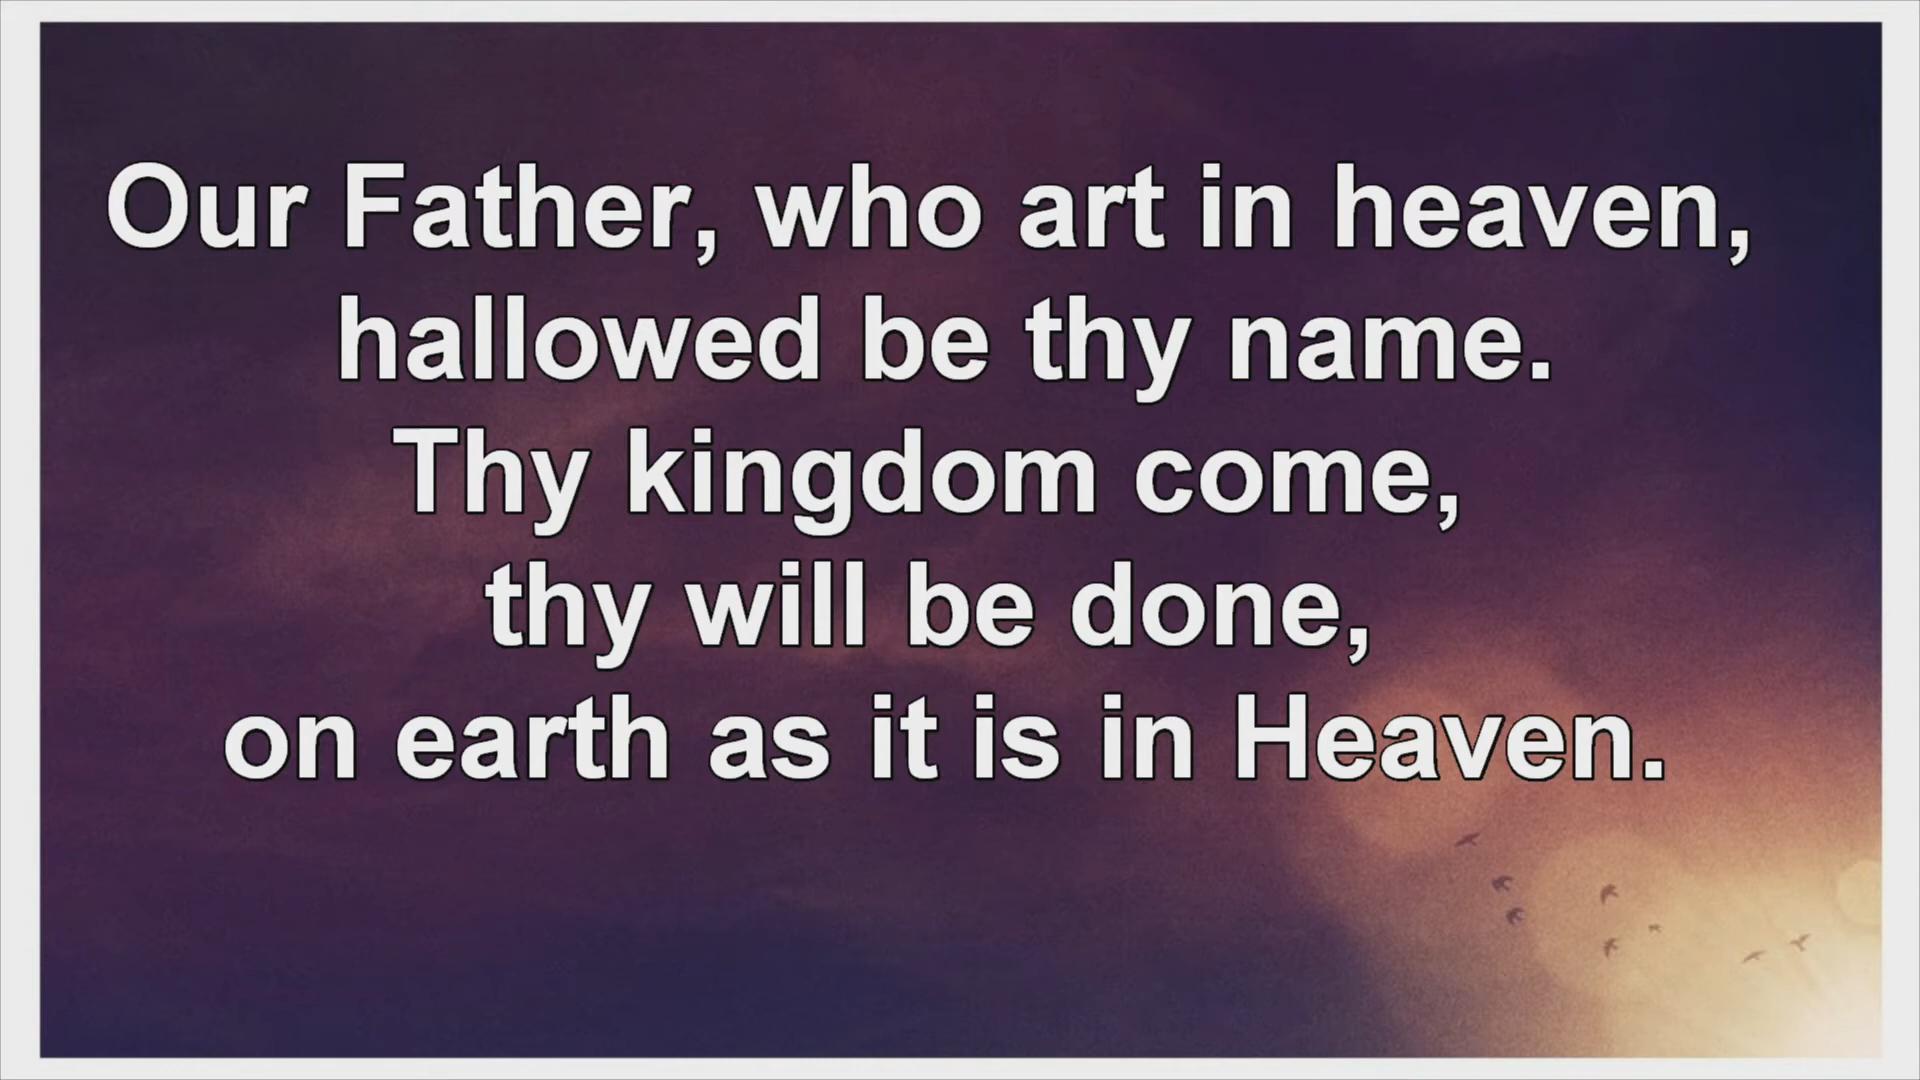 Our Father, who art in heaven,
hallowed be thy name.
Thy kingdom come,
thy will be done,
on earth as it is in Heaven.